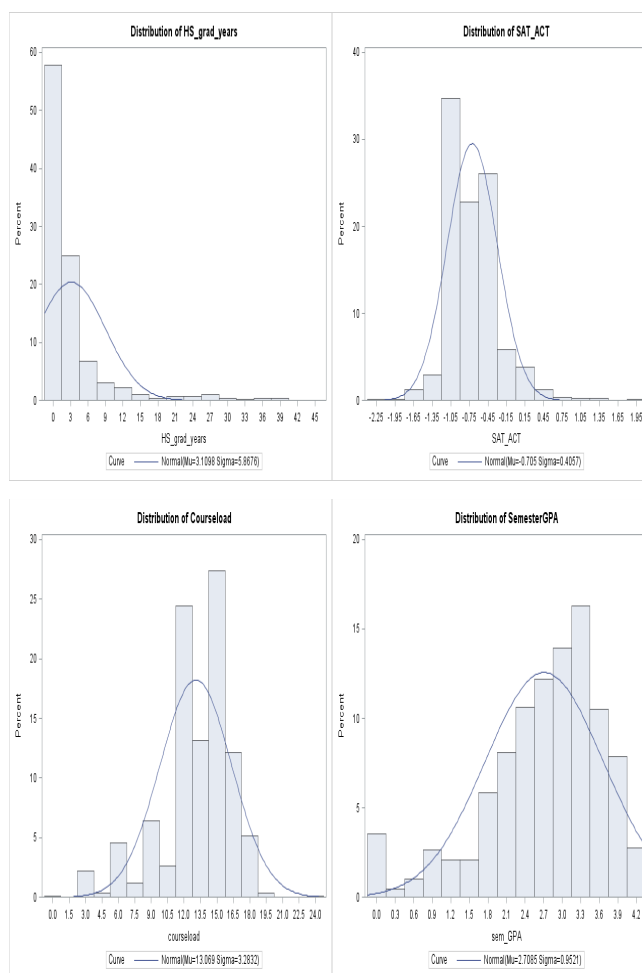 Distribution of HS_grad_years
60
50
40
30
20
10
0
Percent
0 3 6 9 12 15 18 21 24 27 30 33 36 39 42 45
HS_grad_years
Curve Normal(Mu=3.1098 Sigma=5.8676)
Distribution of SAT_ACT
40
30
20
10
0
Percent
-2.25 -1.95 -1.65 -1.35 -1.05 -0.75 -0.45 -0.15 0.15 0.45 0.75 1.05 1.35 1.65 1.95
SAT_ACT
Curve Normal(Mu=-0.705 Sigma=0.4057)
Distribution of Courseload
30
25
20
15
10
5
0
Percent
0.0 1.5 3.0 4.5 6.0 7.5 9.0 10.5 12.0 13.5 15.0 16.5 18.0 19.5 21.0 22.5 24.0
courseload
Curve Normal(Mu=13.069 Sigma=3.2832)
Distribution of SemesterGPA
20
15
10
5
0
Percent
0.0 0.3 0.6 0.9 1.2 1.5 1.8 2.1 2.4 2.7 3.0 3.3 3.6 3.9 4.2
sem_GPA
Curve Normal(Mu=2.7085 Sigma=0.9521)